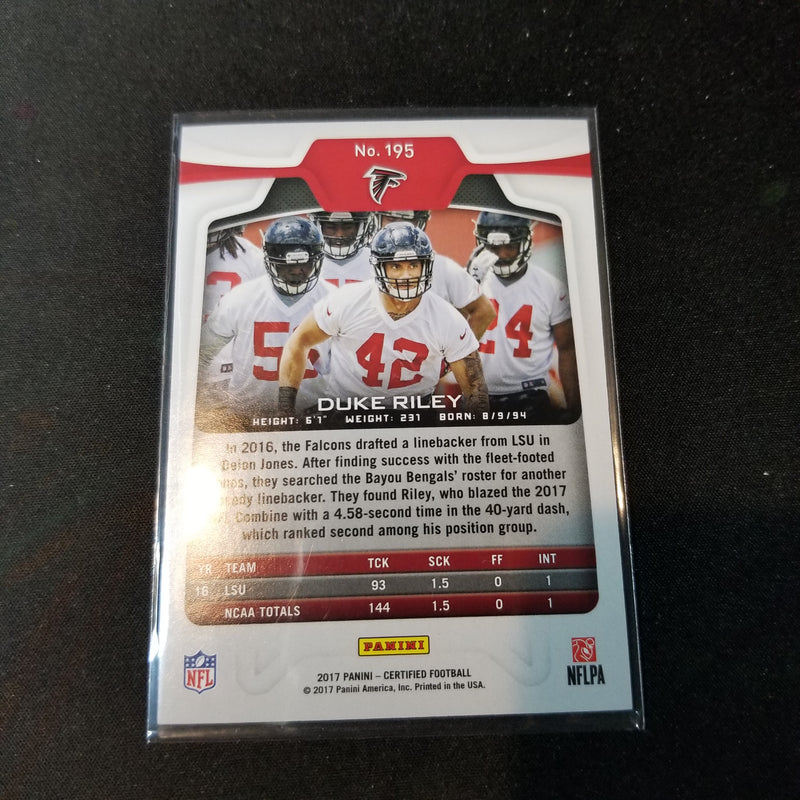 No. 195
5
42
24
DUKE RILEY
HEIGHT: 6'1" WEIGHT: 231 BORN: 8/9/94
In 2016, the Falcons drafted a linebacker from LSU in
Deion Jones. After finding success with the fleet-footed
they searched the Bayou Bengals' roster for another
linebacker. They found Riley, who blazed the 2017
Combine with a 4.58-second time in the 40-yard dash,
which ranked second among his position group.
YR TEAM TCK SCK FF INT
16 LSU 93 1.5 0 1
NCAA TOTALS 144 1.5 0 1
PANINI
NFL
2017 PANINI – CERTIFIED FOOTBALL
© 2017 Panini America, Inc. Printed in the USA.
NFLPA